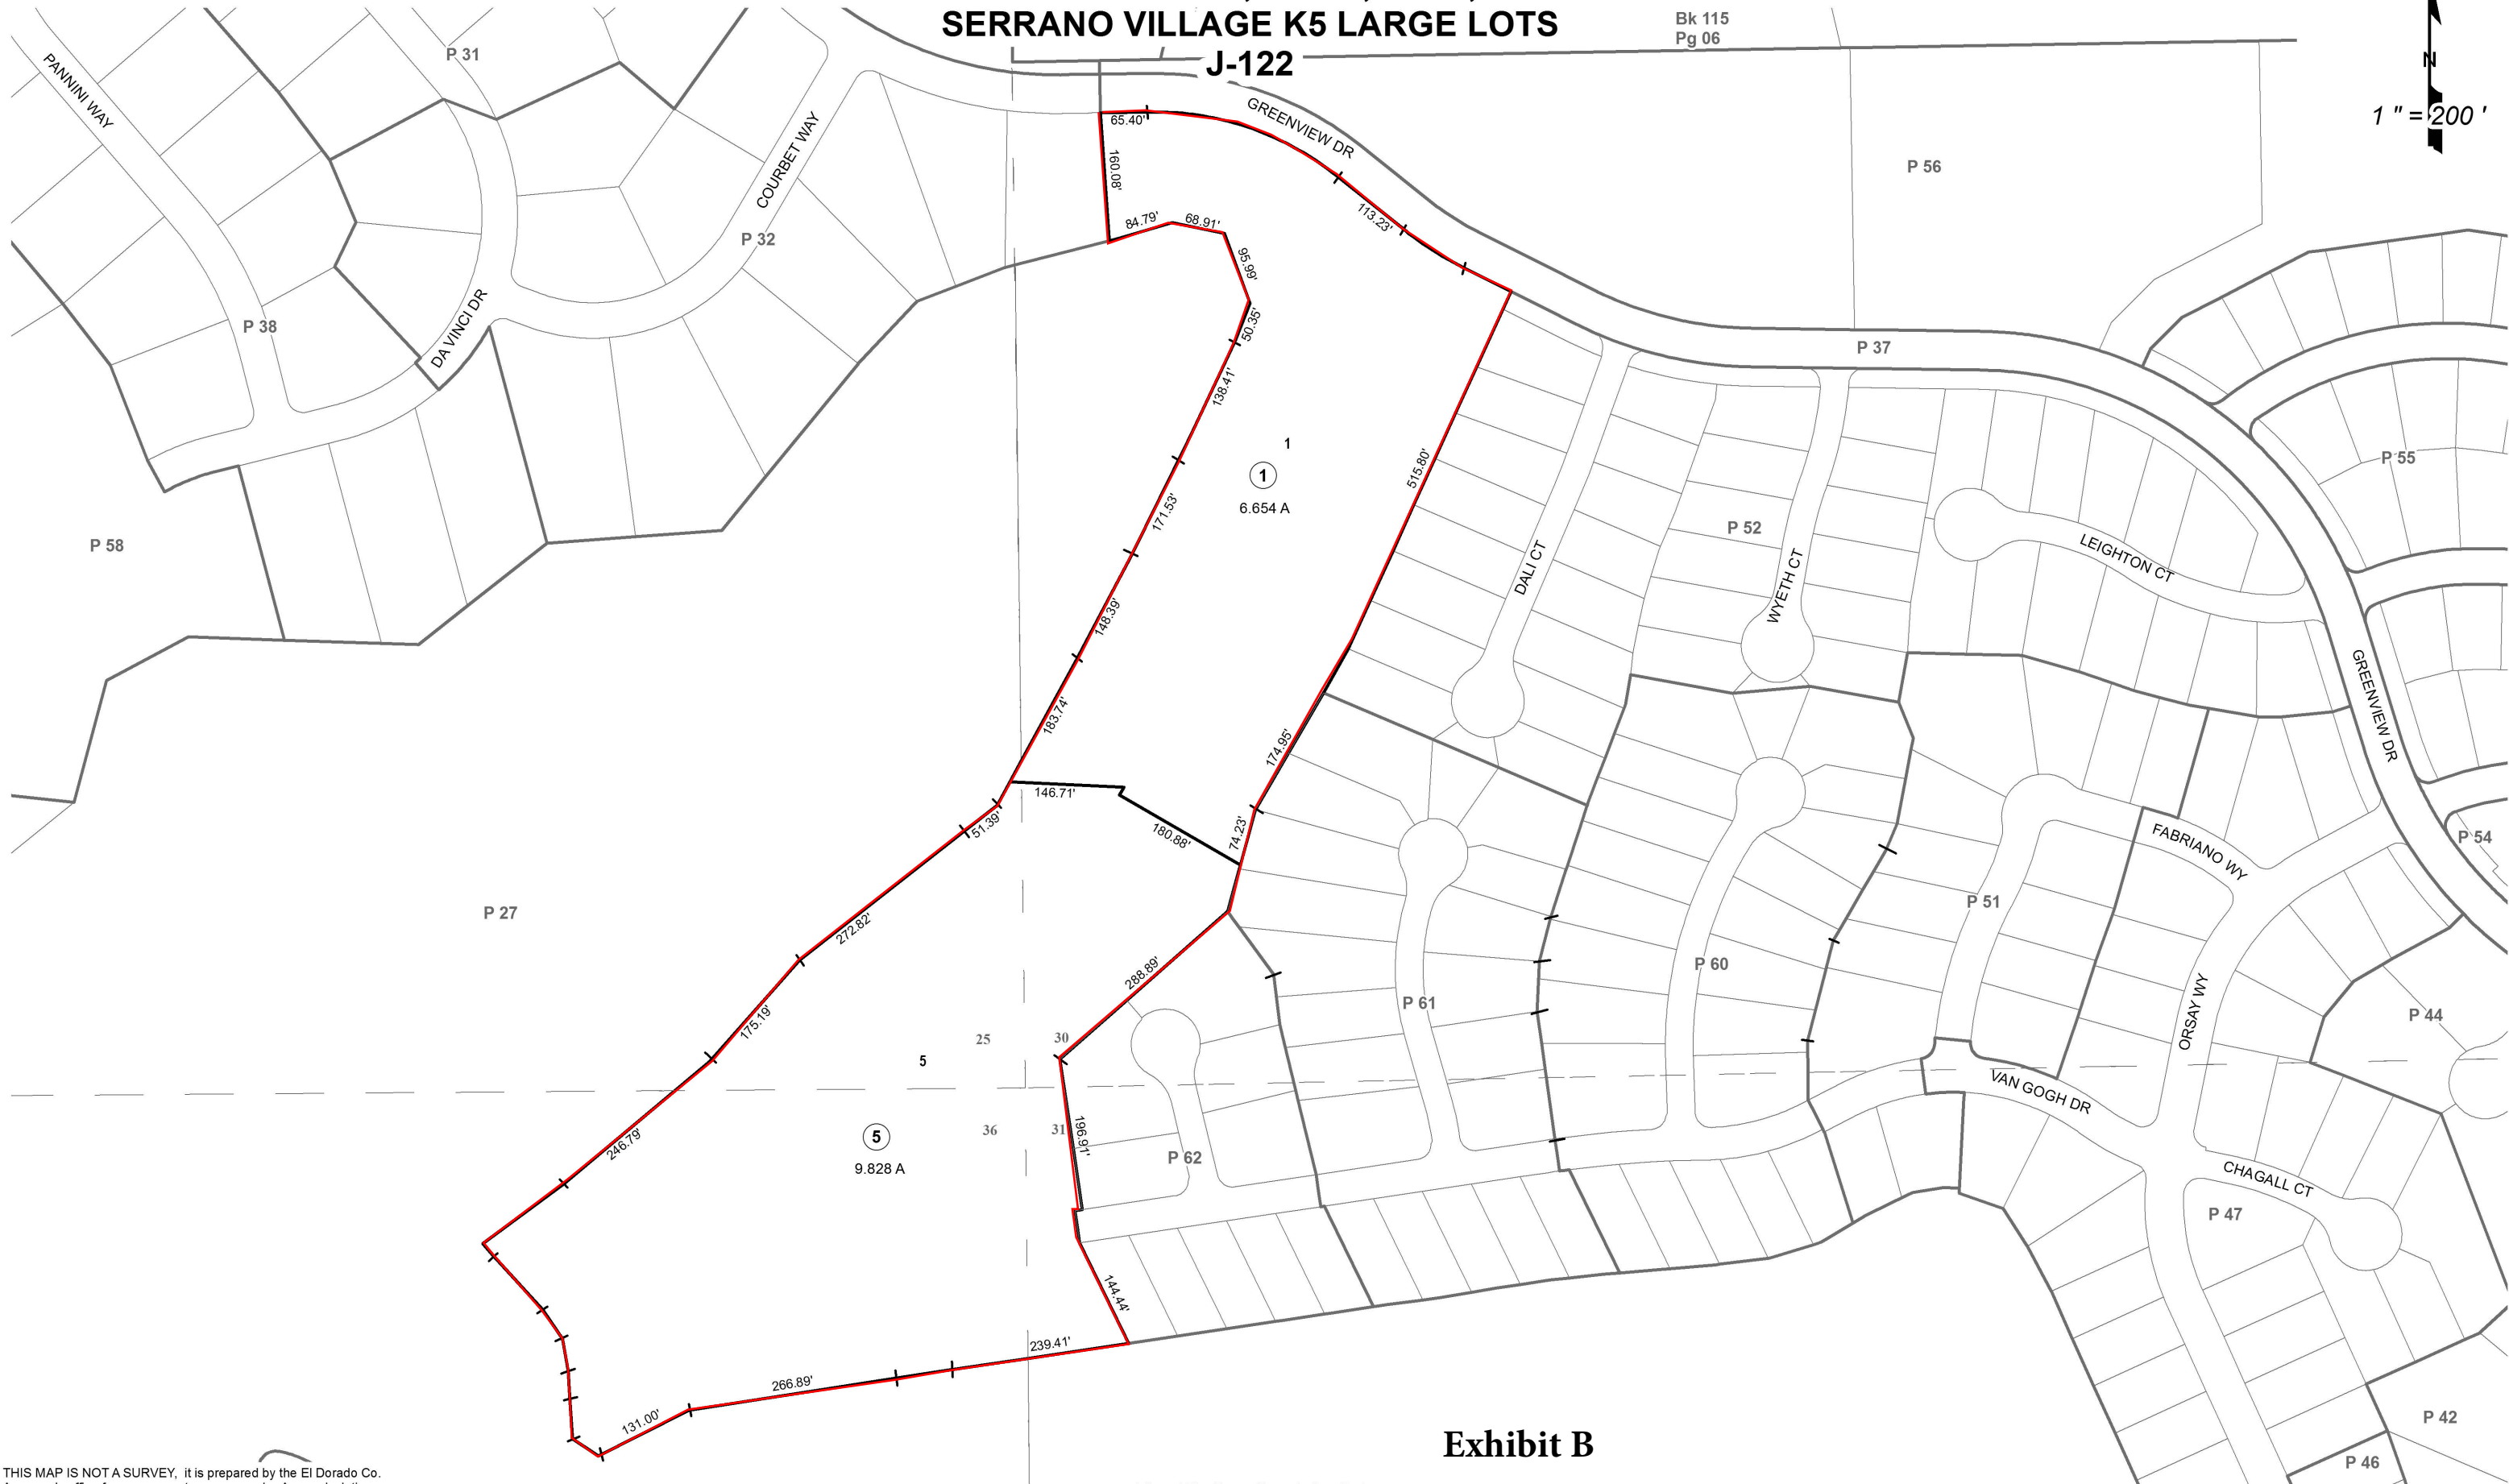 SERRANO VILLAGE K5 LARGE LOTS
J-122
Bk 115
Pg 06
N
1 " = 200 '
P 31
PANNINI WAY
COURBET WAY
P 32
P 38
DA VINCI DR
P 58
65.40'
160.08'
84.79'
68.91'
95.99'
50.35'
138.41'
171.53'
148.39'
183.74'
GREENVIEW DR
113.23'
P 56
P 37
1
1
6.654 A
515.80'
174.95'
74.23'
146.71'
180.88'
51.39'
272.82'
175.19'
246.79'
288.89'
196.91'
144.44'
239.41'
266.89'
131.00'
P 27
25
30
36
31
5
5
9.828 A
DALI CT
P 52
WYETH CT
LEIGHTON CT
P 55
GREENVIEW DR
P 54
FABRIANO WY
P 51
P 60
P 61
P 62
ORSAY WY
P 44
VAN GOGH DR
CHAGALL CT
P 47
P 42
P 46
Exhibit B
THIS MAP IS NOT A SURVEY, it is prepared by the El Dorado Co.